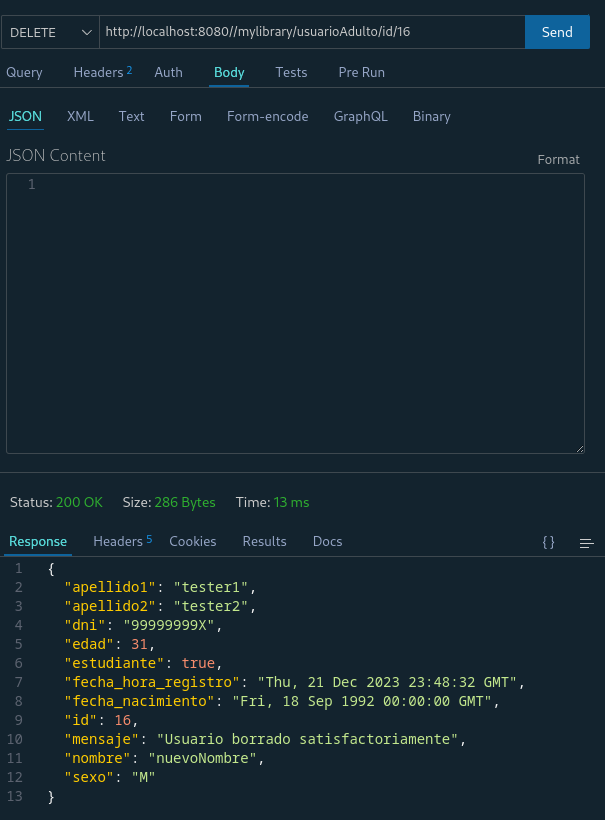 DELETE http://localhost:8080//mylibrary/usuarioAdulto/id/16 Send
Query Headers 2 Auth Body Tests Pre Run
JSON XML Text Form Form-encode GraphQL Binary
JSON Content Format
1
Status: 200 OK Size: 286 Bytes Time: 13 ms
Response Headers 5 Cookies Results Docs {}
1 {
2 "apellido1": "tester1",
3 "apellido2": "tester2",
4 "dni": "99999999X",
5 "edad": 31,
6 "estudiante": true,
7 "fecha_hora_registro": "Thu, 21 Dec 2023 23:48:32 GMT",
8 "fecha_nacimiento": "Fri, 18 Sep 1992 00:00:00 GMT",
9 "id": 16,
10 "mensaje": "Usuario borrado satisfactoriamente",
11 "nombre": "nuevoNombre",
12 "sexo": "M"
13 }